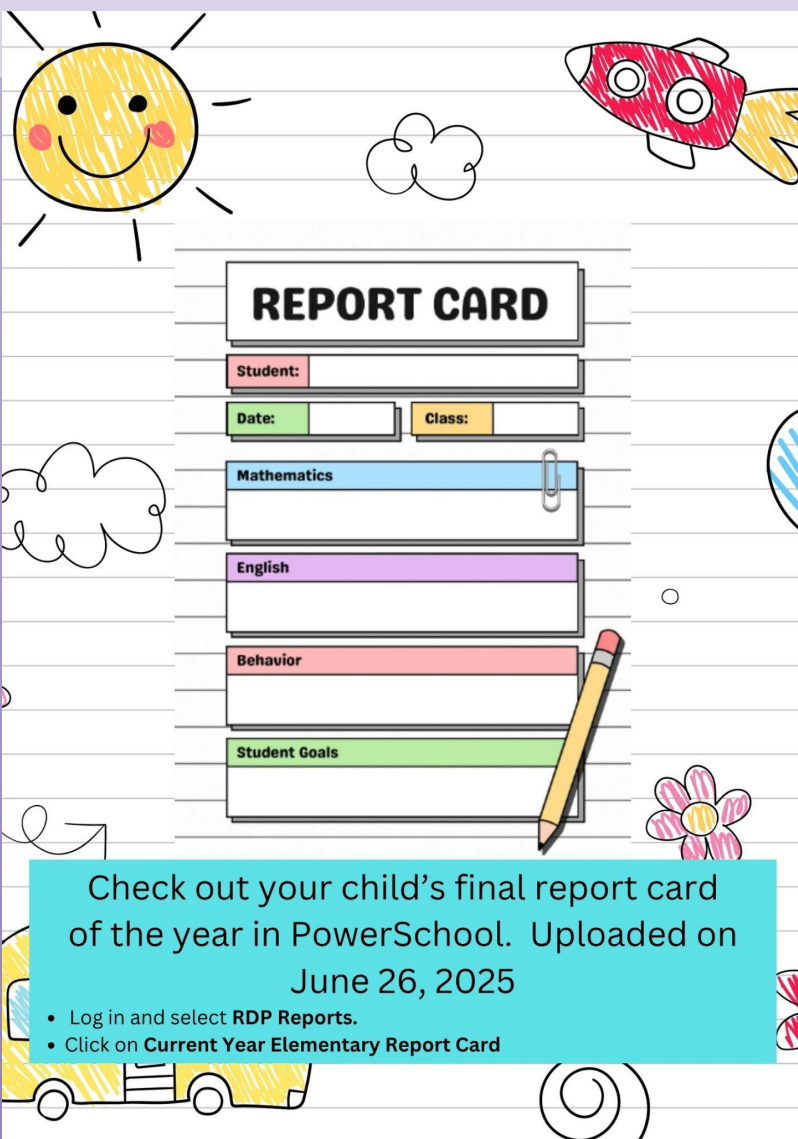 REPORT CARD
Student:
Date:
Class:
Mathematics
English
Behavior
Student Goals
Check out your child’s final report card
of the year in PowerSchool.  Uploaded on
June 26, 2025
• Log in and select RDP Reports.
• Click on Current Year Elementary Report Card